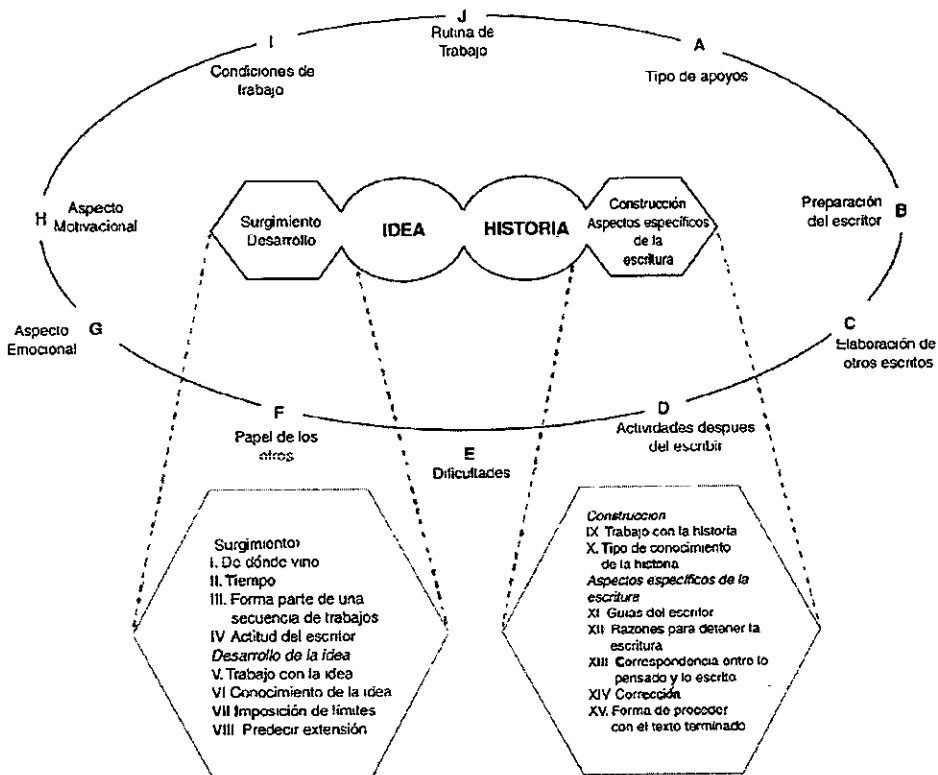 J
Rutina de
Trabajo
I
Condiciones de
trabajo
A
Tipo de apoyos
H
Aspecto
Motivacional
Surgimiento
Desarrollo
IDEA
HISTORIA
Construcción
Aspectos específicos
de la
escritura
Preparación
del escritor
B
Aspecto
Emocional
G
C
Elaboración de
otros escritos
F
Papel de los
otros
E
Dificultades
D
Actividades despues
del escribir
Surgimiento
I. De dónde vino
II. Tiempo
III. Forma parte de una
secuencia de trabajos
IV Actitud del escritor
Desarrollo de la idea
V. Trabajo con la idea
VI Conocimiento de la idea
VII Imposición de límites
VIII Predecir extensión
Construccion
IX Trabajo con la historia
X. Tipo de conocimiento
de la historia
Aspectos específicos de la
escritura
XI Guías del escritor
XII Razones para detener la
escritura
XIII Correspondencia entre lo
pensado y lo escrito
XIV Corrección
XV. Forma de proceder
con el texto terminado